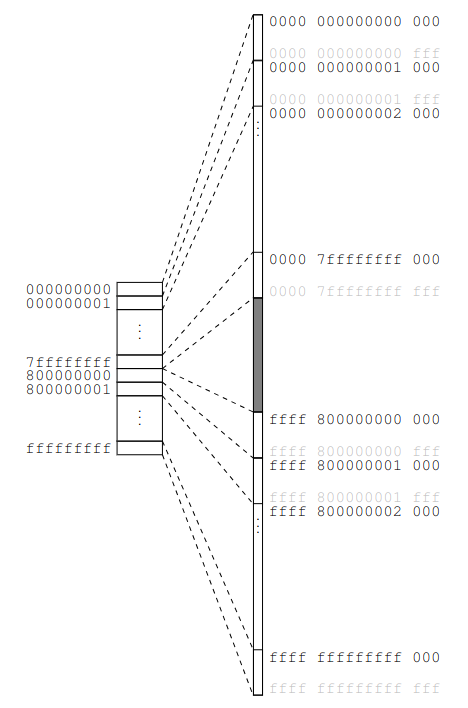 0000 000000000 000
0000 000000000 fff
0000 000000001 000
0000 000000001 fff
0000 000000002 000
0000 7ffffffff 000
0000 7ffffffff fff
000000000
000000001
7ffffffff
800000000
800000001
fffffffff
ffff 800000000 000
ffff 800000000 fff
ffff 800000001 000
ffff 800000001 fff
ffff 800000002 000
ffff fffffffff 000
ffff fffffffff fff